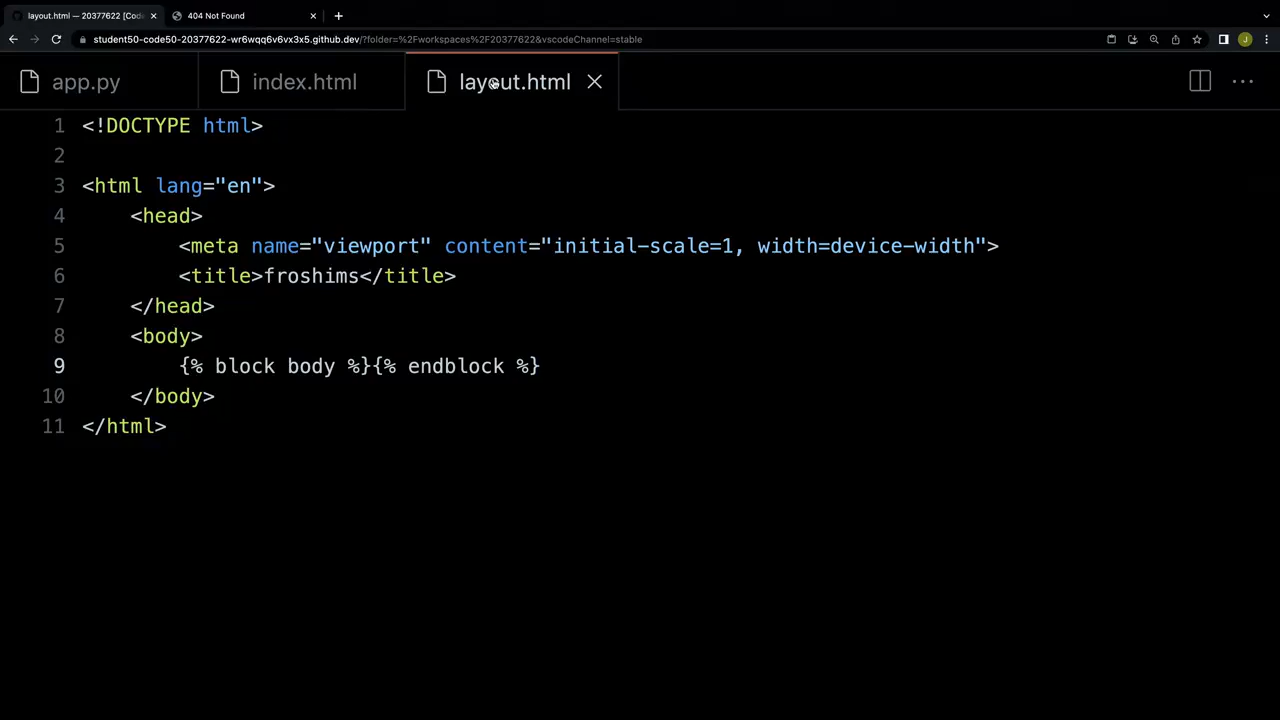 layout.html — 20377622 [Code
404 Not Found
student50-code50-20377622-wr6wqq6v6vx3x5.github.dev/?folder=%2Fworkspaces%2F20377622&vscodeChannel=stable
J
app.py
index.html
layout.html
1 <!DOCTYPE html>
2
3 <html lang="en">
4 <head>
5 <meta name="viewport" content="initial-scale=1, width=device-width">
6 <title>froshims</title>
7 </head>
8 <body>
9 {% block body %}{% endblock %}
10 </body>
11 </html>